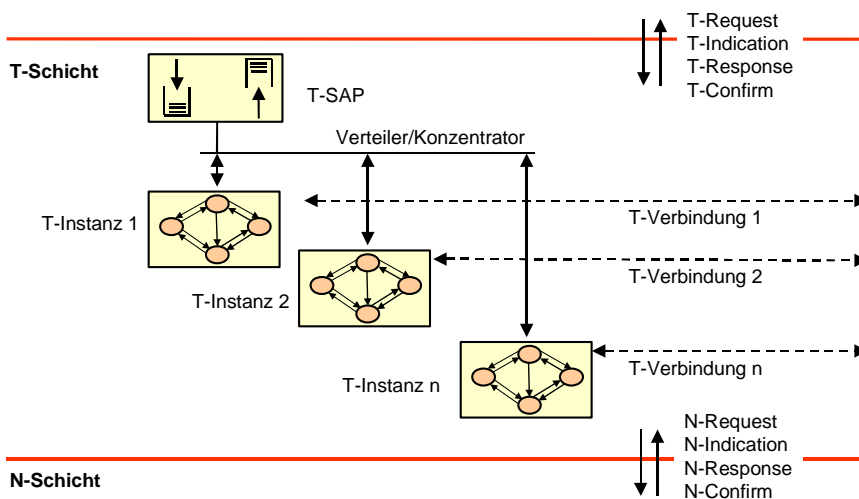 T-Request
T-Indication
T-Response
T-Confirm
T-Schicht
T-SAP
Verteiler/Konzentrator
T-Instanz 1
T-Verbindung 1
T-Instanz 2
T-Verbindung 2
T-Instanz n
T-Verbindung n
N-Request
N-Indication
N-Response
N-Confirm
N-Schicht